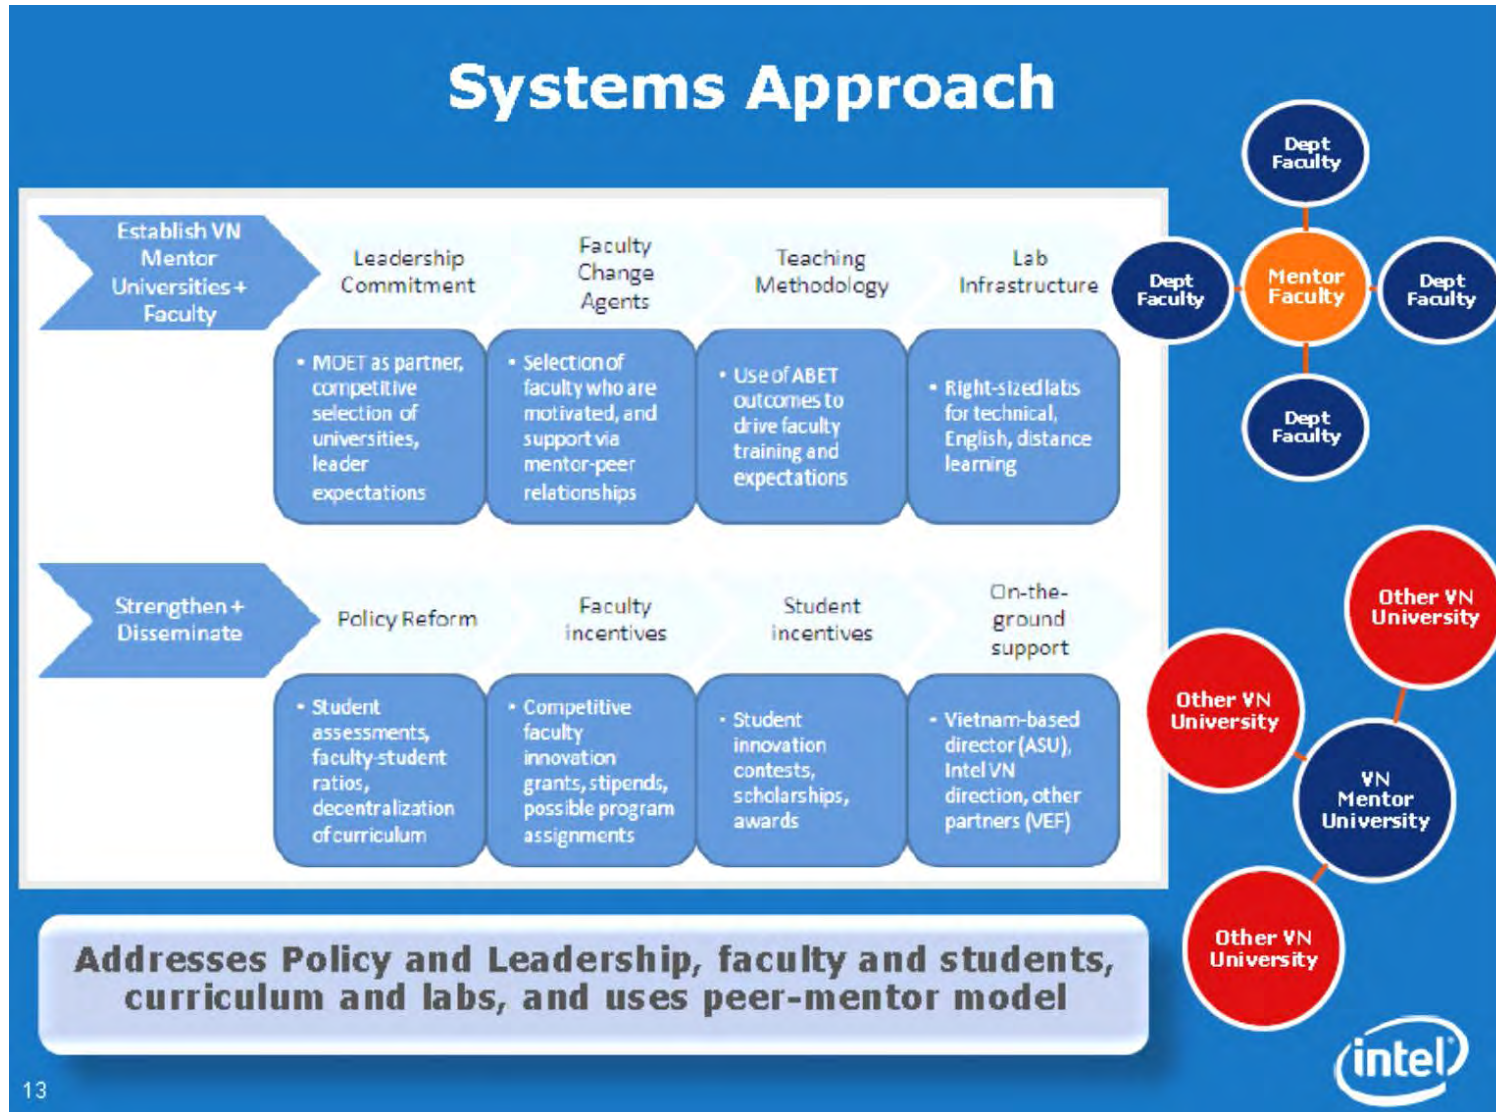 Systems Approach
Establish VN
Mentor
Universities +
Faculty
Leadership
Commitment
Faculty
Change
Agents
Teaching
Methodology
Lab
Infrastructure
• MOET as partner,
competitive
selection of
universities,
leader
expectations
• Selection of
faculty who are
motivated, and
support via
mentor-peer
relationships
• Use of ABET
outcomes to
drive faculty
training and
expectations
• Right-sized labs
for technical,
English, distance
learning
Strengthen +
Disseminate
Policy Reform
Faculty
incentives
Student
incentives
On-the-
ground
support
• Student
assessments,
faculty-student
ratios,
decentralization
of curriculum
• Competitive
faculty
innovation
grants, stipends,
possible program
assignments
• Student
innovation
contests,
scholarships,
awards
• Vietnam-based
director (ASU),
Intel VN
direction, other
partners (VEF)
Dept
Faculty
Dept
Faculty
Mentor
Faculty
Dept
Faculty
Dept
Faculty
Other VN
University
Other VN
University
VN
Mentor
University
Other VN
University
Addresses Policy and Leadership, faculty and students,
curriculum and labs, and uses peer-mentor model
13
intel